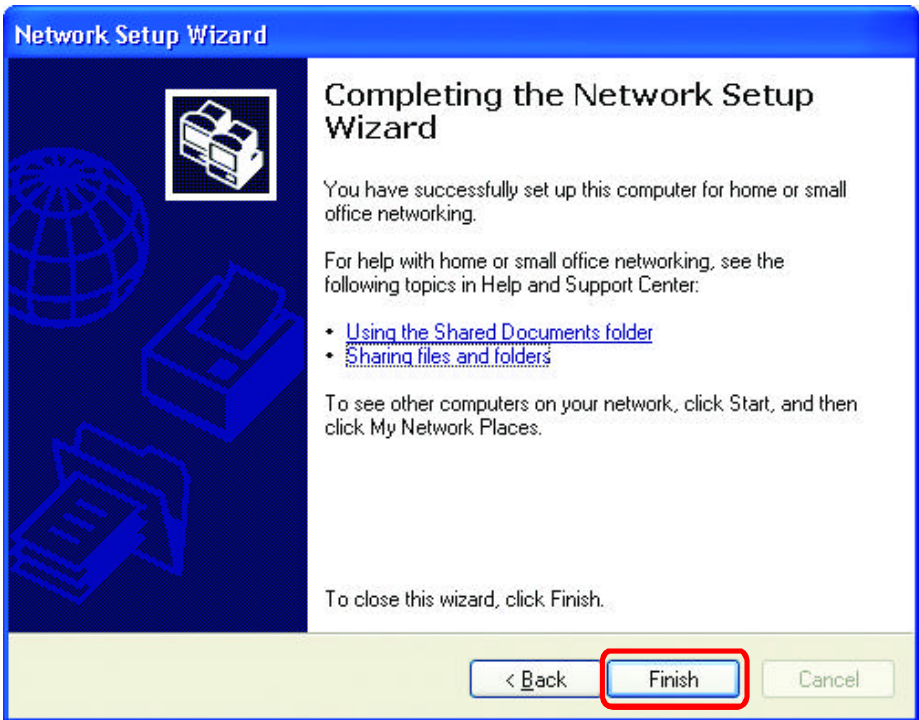 Network Setup Wizard
Completing the Network Setup
Wizard
You have successfully set up this computer for home or small
office networking.
For help with home or small office networking, see the
following topics in Help and Support Center:
• Using the Shared Documents folder
• Sharing files and folders
To see other computers on your network, click Start, and then
click My Network Places.
To close this wizard, click Finish.
< Back Finish Cancel